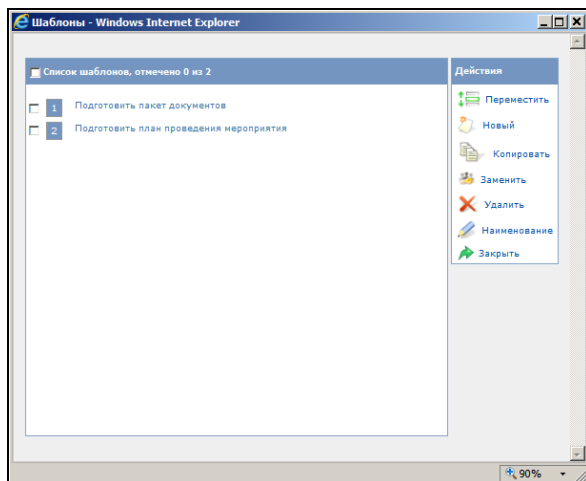 Шаблоны - Windows Internet Explorer
Список шаблонов, отмечено 0 из 2
1 Подготовить пакет документов
2 Подготовить план проведения мероприятия
Действия
Переместить
Новый
Копировать
Заменить
Удалить
Наименование
Закрыть
90%